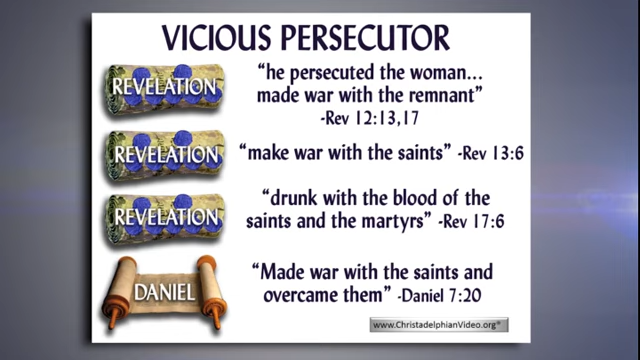 VICIOUS PERSECUTOR
REVELATION
“he persecuted the woman...
made war with the remnant”
-Rev 12:13,17
REVELATION
“make war with the saints” -Rev 13:6
REVELATION
“drunk with the blood of the
saints and the martyrs” -Rev 17:6
DANIEL
“Made war with the saints and
overcame them” -Daniel 7:20
www.ChristadelphianVideo.org®